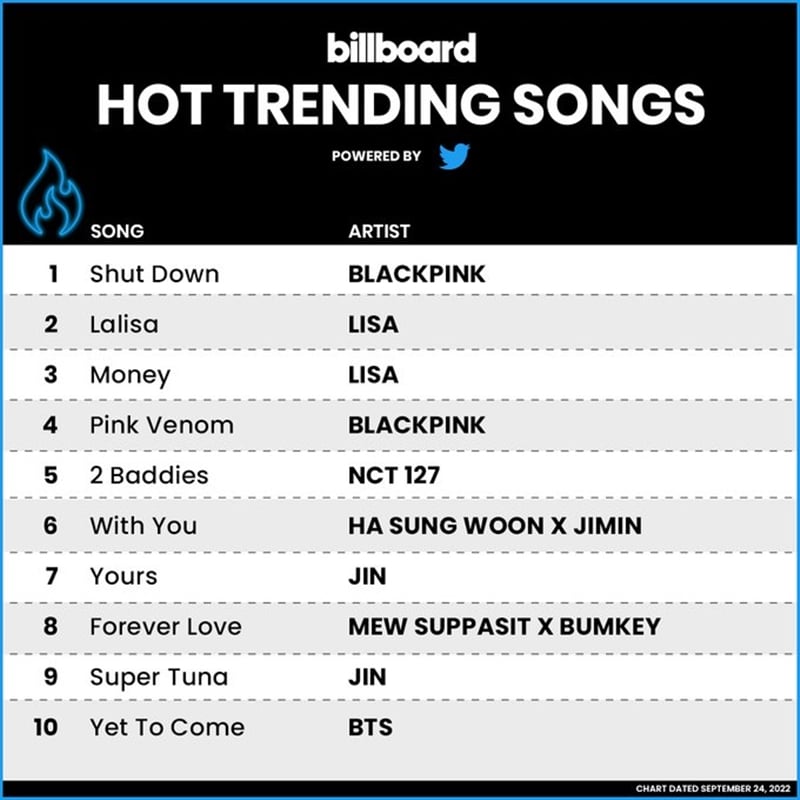 billboard
HOT TRENDING SONGS
POWERED BY
SONG ARTIST
1 Shut Down BLACKPINK
2 Lalisa LISA
3 Money LISA
4 Pink Venom BLACKPINK
5 2 Baddies NCT 127
6 With You HA SUNG WOON X JIMIN
7 Yours JIN
8 Forever Love MEW SUPPASIT X BUMKEY
9 Super Tuna JIN
10 Yet To Come BTS
CHART DATED SEPTEMBER 24, 2022